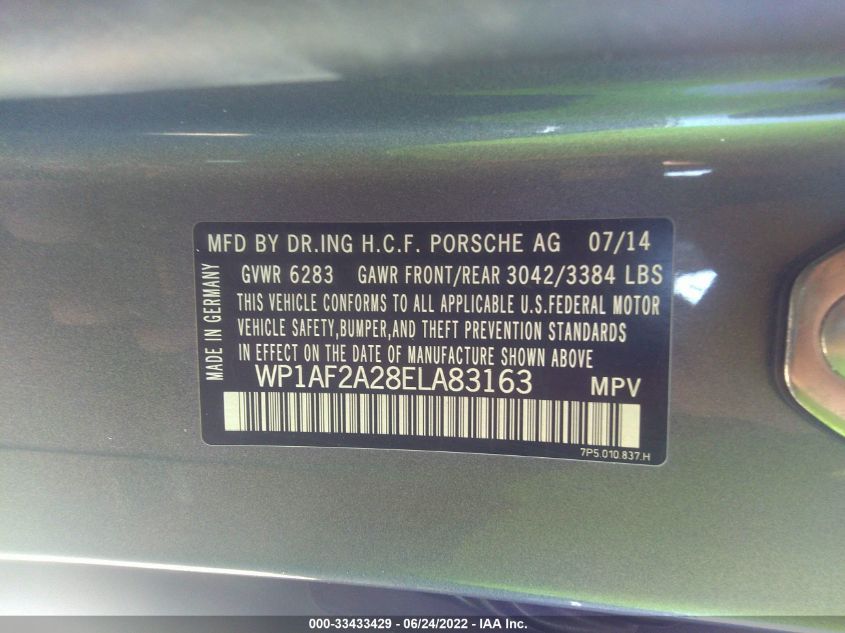 MFD BY DR.ING H.C.F. PORSCHE AG 07/14
GVWR 6283 GAWR FRONT/REAR 3042/3384 LBS
THIS VEHICLE CONFORMS TO ALL APPLICABLE U.S.FEDERAL MOTOR
VEHICLE SAFETY,BUMPER,AND THEFT PREVENTION STANDARDS
IN EFFECT ON THE DATE OF MANUFACTURE SHOWN ABOVE
MADE IN GERMANY
WP1AF2A28ELA83163 MPV
7P5.010.837.H
000-33433429 - 06/24/2022 - IAA Inc.